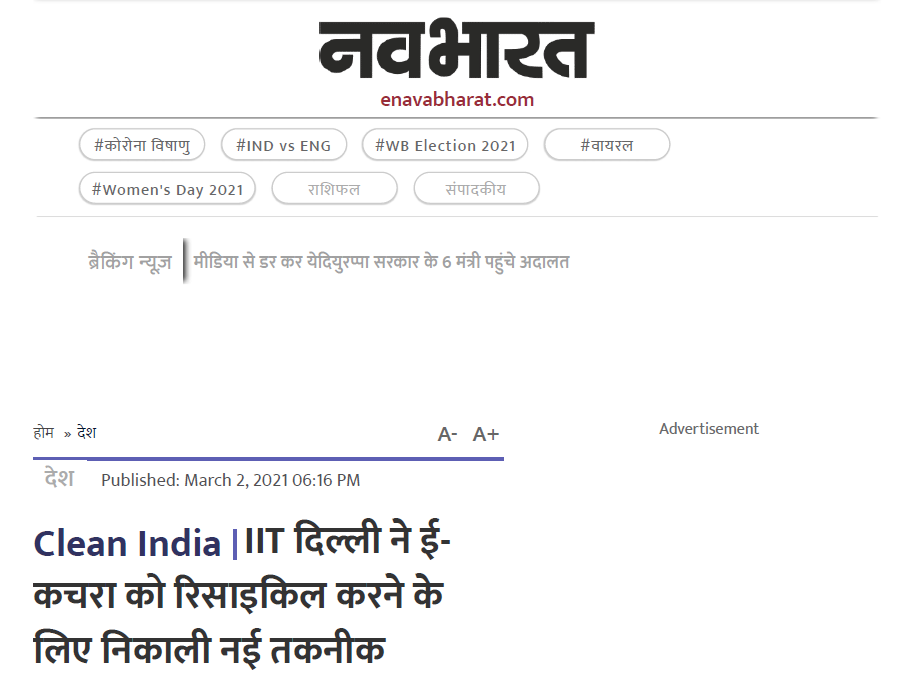 नवभारत
enavabharat.com
#कोरोना विषाणु #IND vs ENG #WB Election 2021 #वायरल
#Women's Day 2021 राशिफल संपादकीय
ब्रैकिंग न्यूज़ मीडिया से डर कर येदियुरप्पा सरकार के 6 मंत्री पहुंचे अदालत
होम » देश A- A+ Advertisement
देश Published: March 2, 2021 06:16 PM
Clean India | IIT दिल्ली ने ई-
कचरा को रिसाइकिल करने के
लिए निकाली नई तकनीक